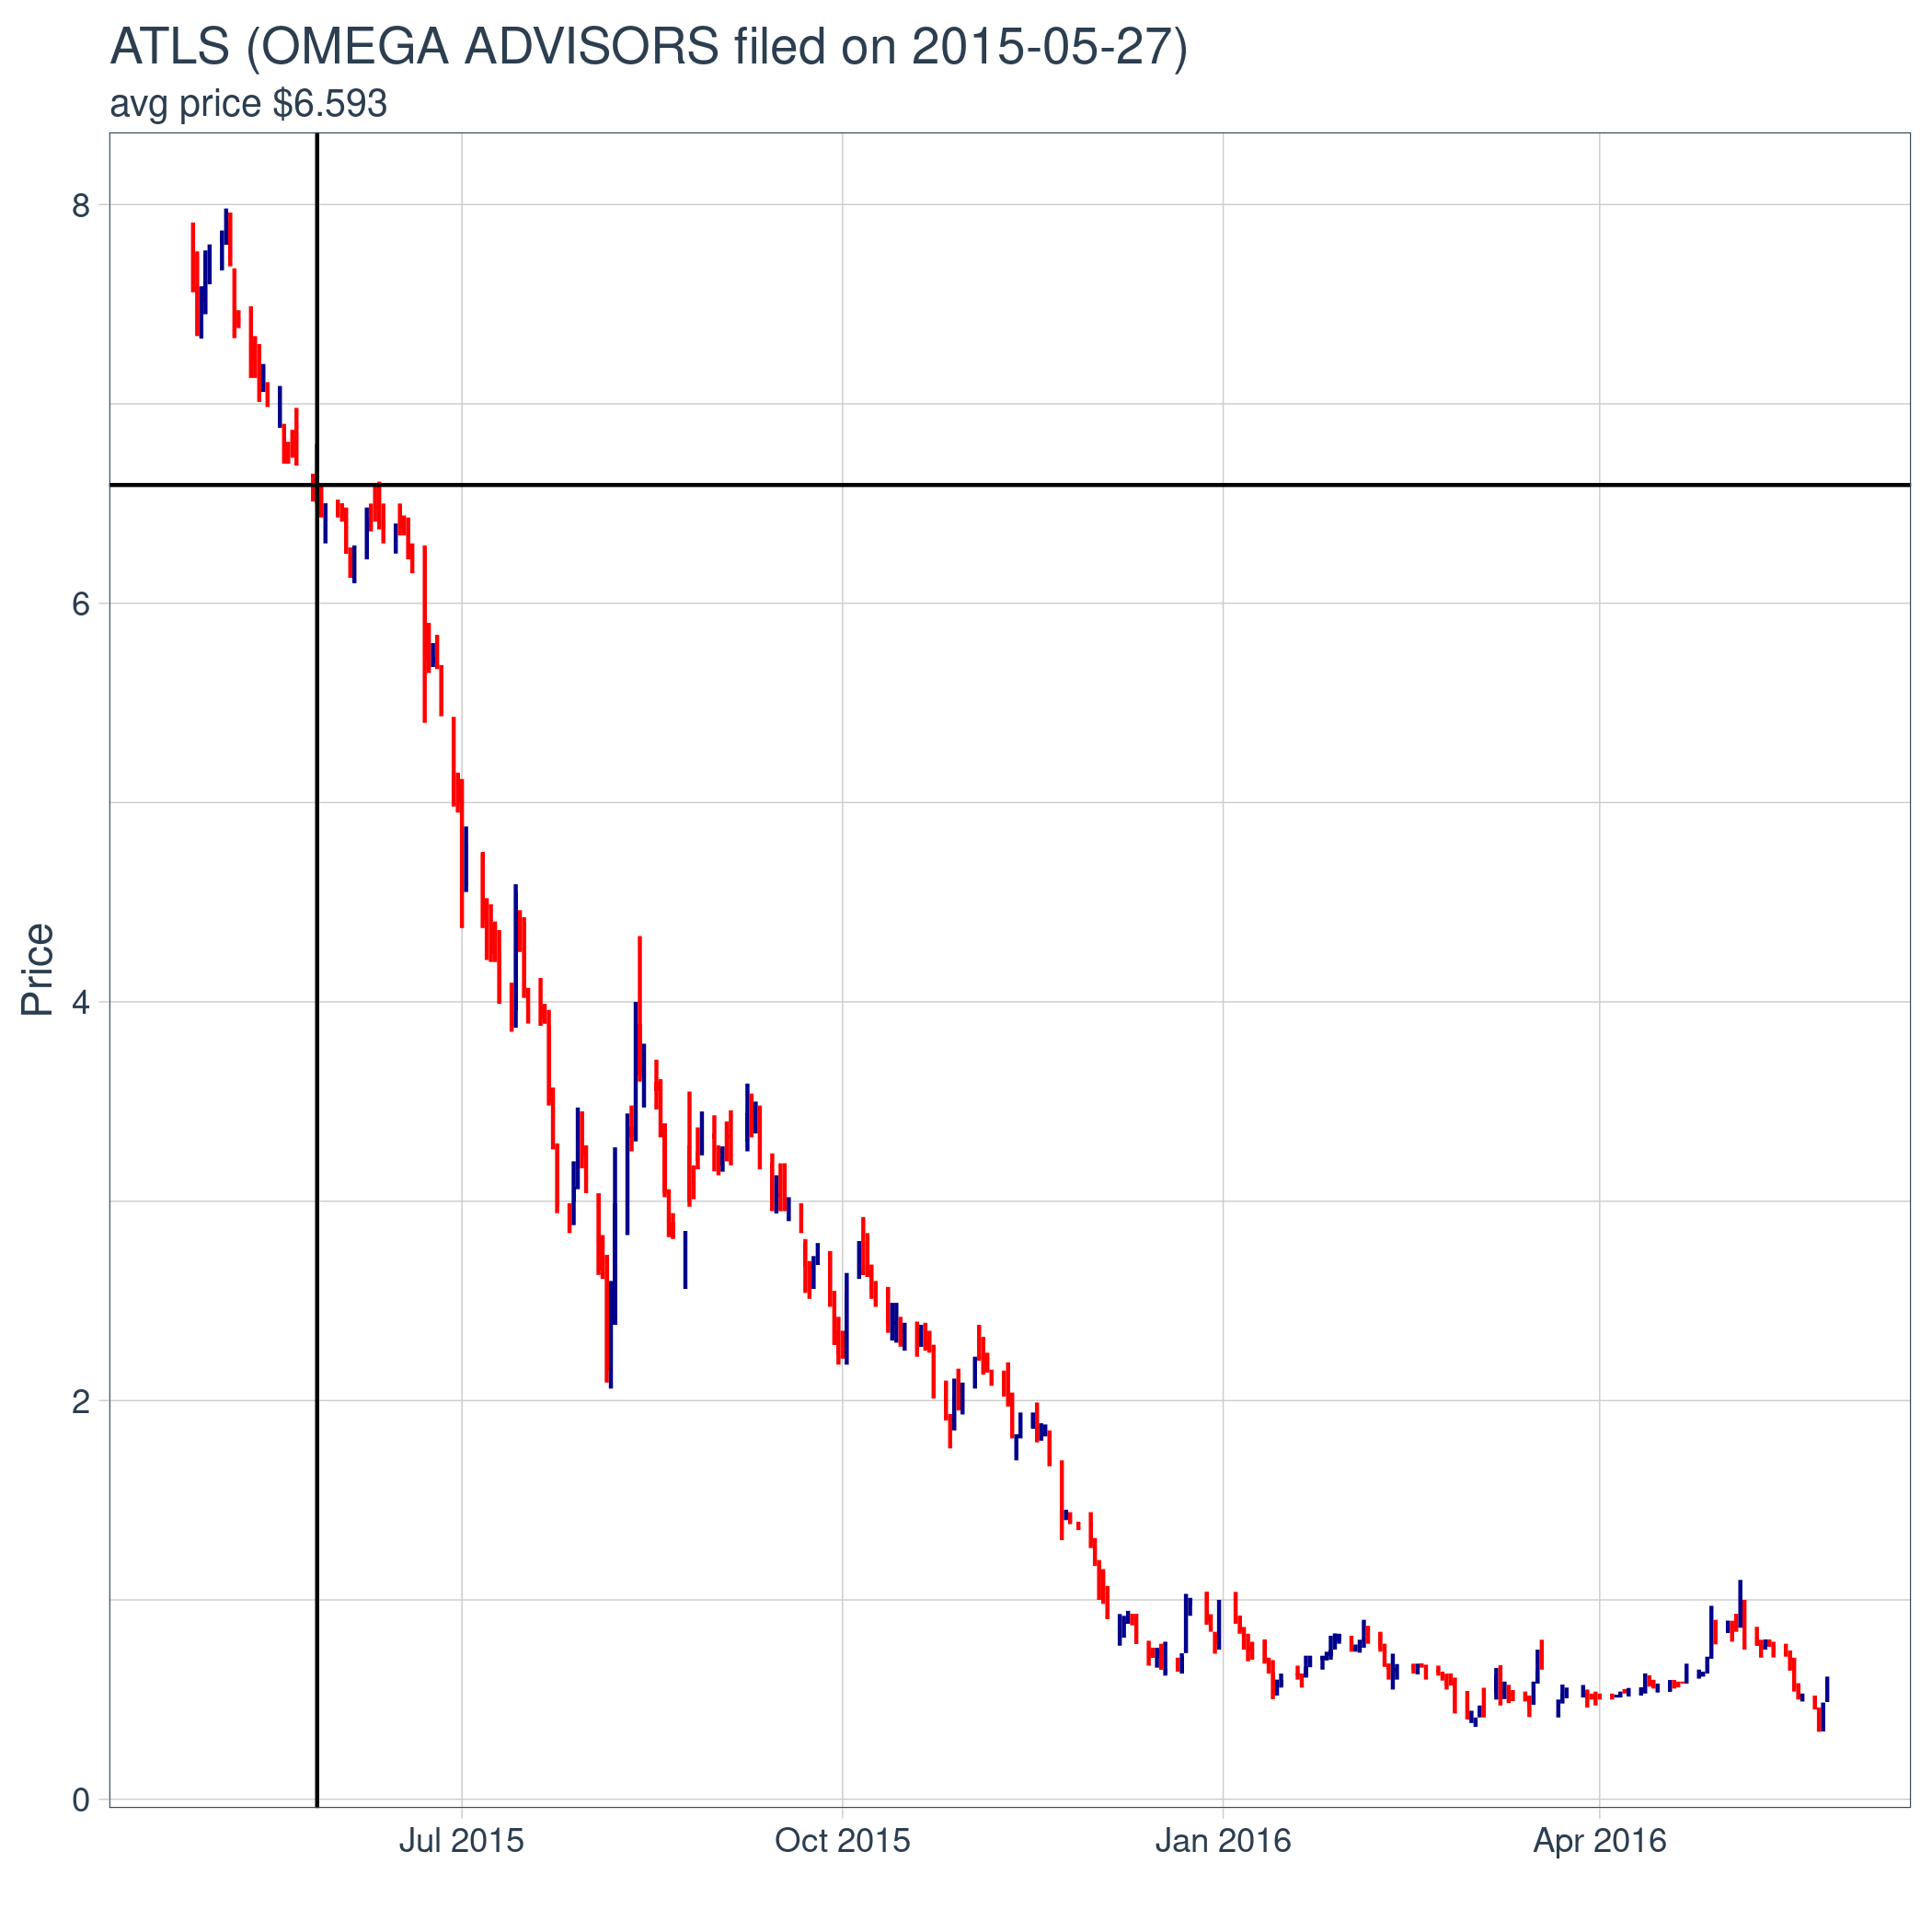 ATLS (OMEGA ADVISORS filed on 2015-05-27)
avg price $6.593
8
6
4
2
0
Price
Jul 2015
Oct 2015
Jan 2016
Apr 2016